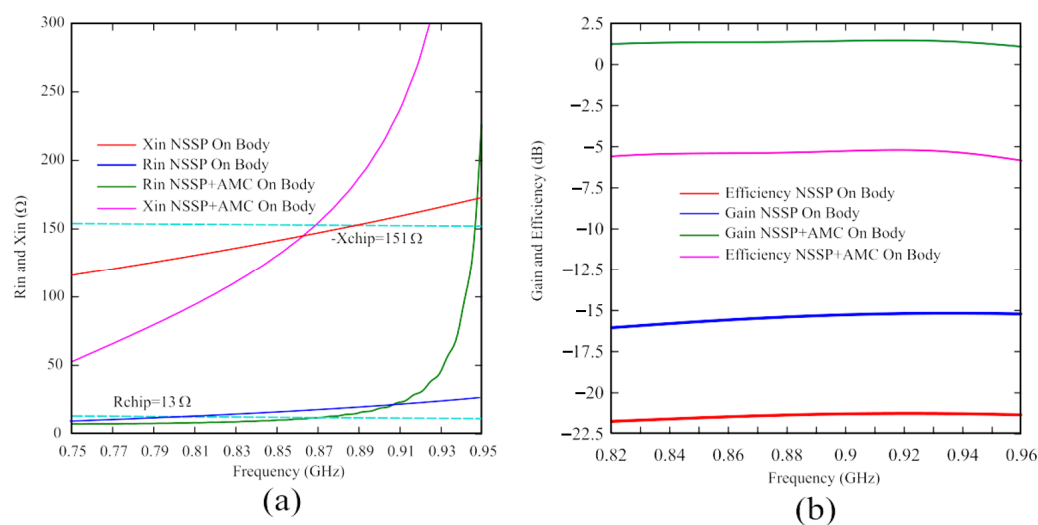 (a)
300
250
200
150
100
50
0
Rin and Xin (Ω)
Xin NSSP On Body
Rin NSSP On Body
Rin NSSP+AMC On Body
Xin NSSP+AMC On Body
-Xchip=151Ω
Rchip=13Ω
0.75 0.77 0.79 0.81 0.83 0.85 0.87 0.89 0.91 0.93 0.95
Frequency (GHz)
(a)
(b)
2.5
0
−2.5
−5
−7.5
−10
−12.5
−15
−17.5
−20
−22.5
Gain and Efficiency (dB)
Efficiency NSSP On Body
Gain NSSP On Body
Gain NSSP+AMC On Body
Efficiency NSSP+AMC On Body
0.82 0.84 0.86 0.88 0.9 0.92 0.94 0.96
Frequency (GHz)
(b)